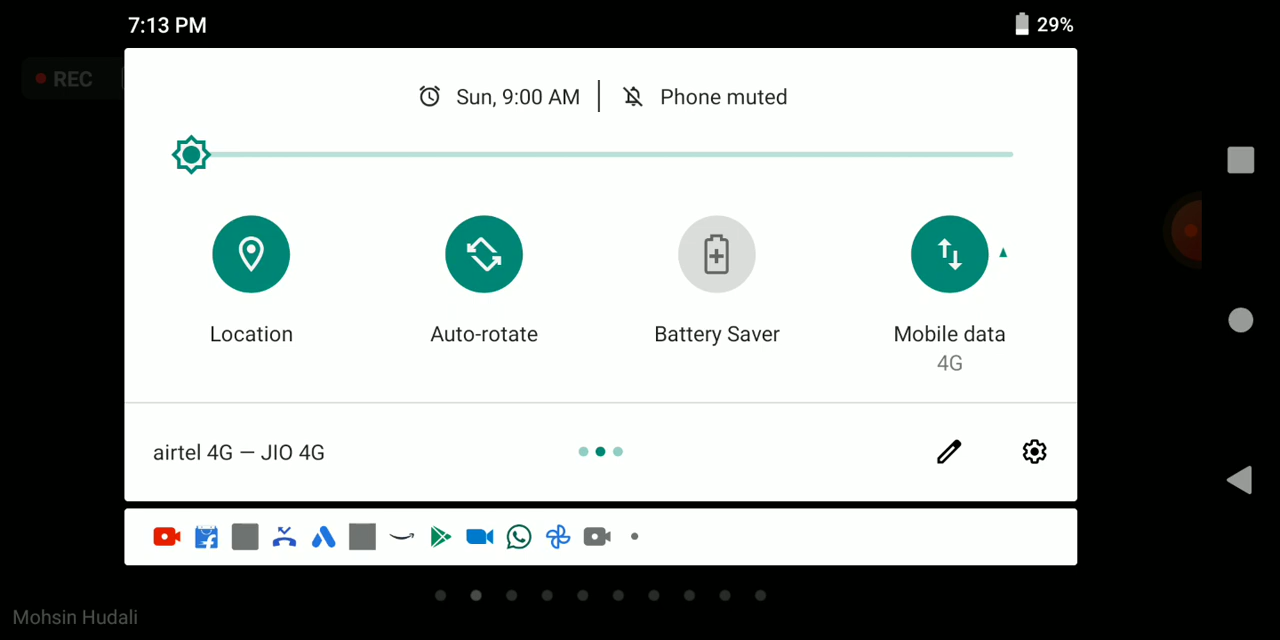 7:13 PM
29%
REC
Sun, 9:00 AM
Phone muted
Location
Auto-rotate
Battery Saver
Mobile data
4G
airtel 4G — JIO 4G
Mohsin Hudali